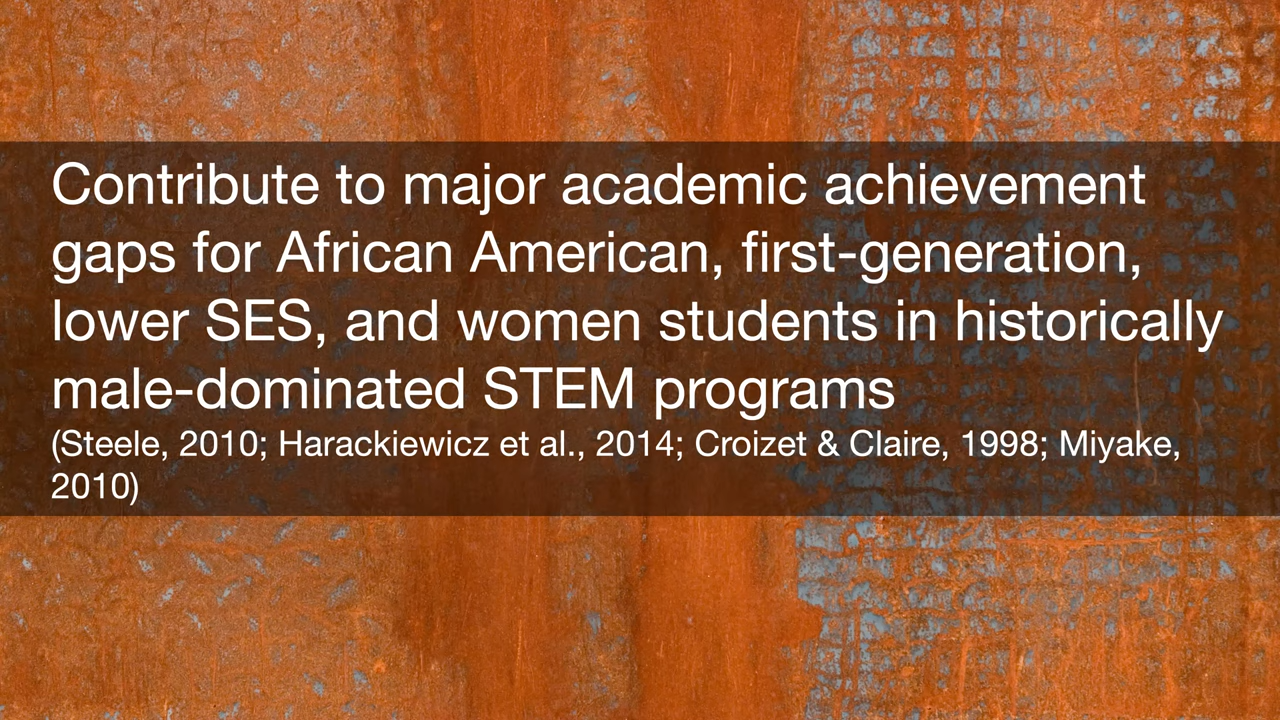 Contribute to major academic achievement
gaps for African American, first-generation,
lower SES, and women students in historically
male-dominated STEM programs
(Steele, 2010; Harackiewicz et al., 2014; Croizet & Claire, 1998; Miyake,
2010)